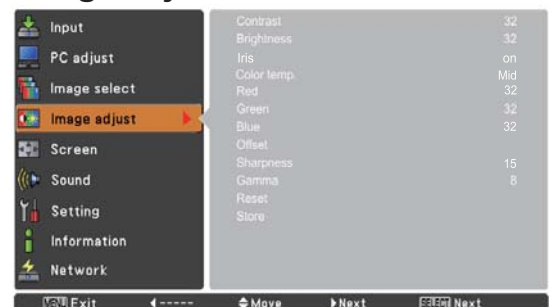 Input
PC adjust
Image select
Image adjust
Screen
Sound
Setting
Information
Network
Contrast 32
Brightness 32
Iris on
Color temp. Mid
Red 32
Green 32
Blue 32
Offset
Sharpness 15
Gamma 8
Reset
Store
MENU Exit ----- Move Next SELECT Next